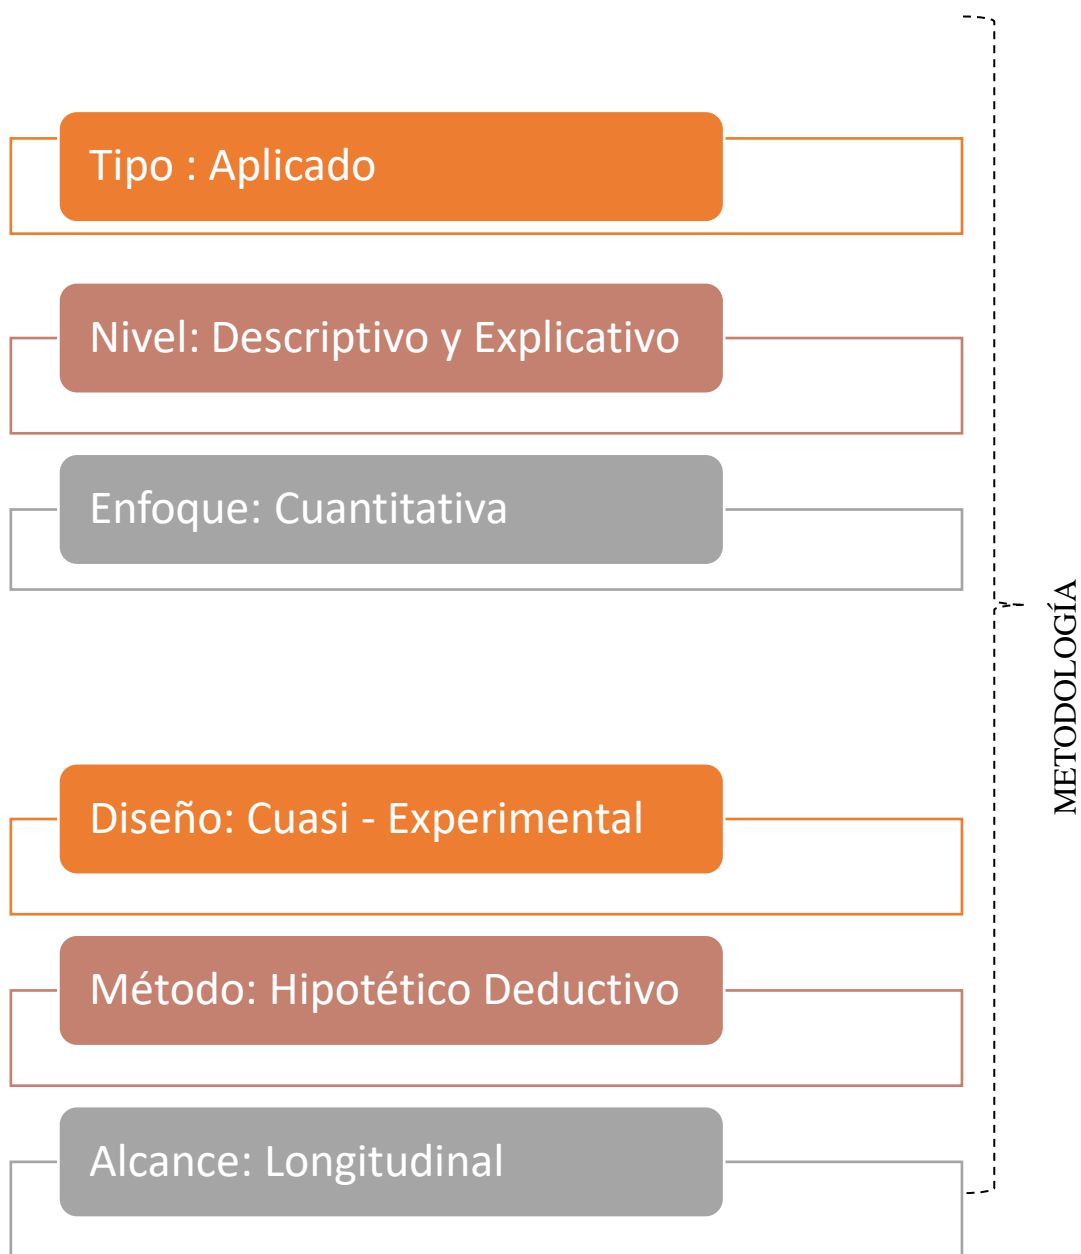 Tipo : Aplicado
Nivel: Descriptivo y Explicativo
Enfoque: Cuantitativa
Diseño: Cuasi - Experimental
Método: Hipotético Deductivo
Alcance: Longitudinal
METODOLOGÍA